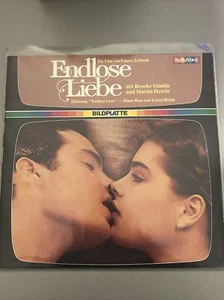 Ein Film von Franco Zeffirelli
Endlose
Liebe
mit Brooke Shields
und Martin Hewitt
"Endless Love" – Diana Ross und Lionel Richie
BILDPLATTE